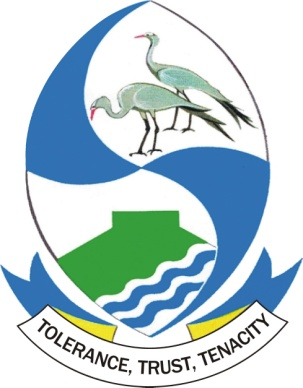 TOLERANCE, TRUST, TENACITY